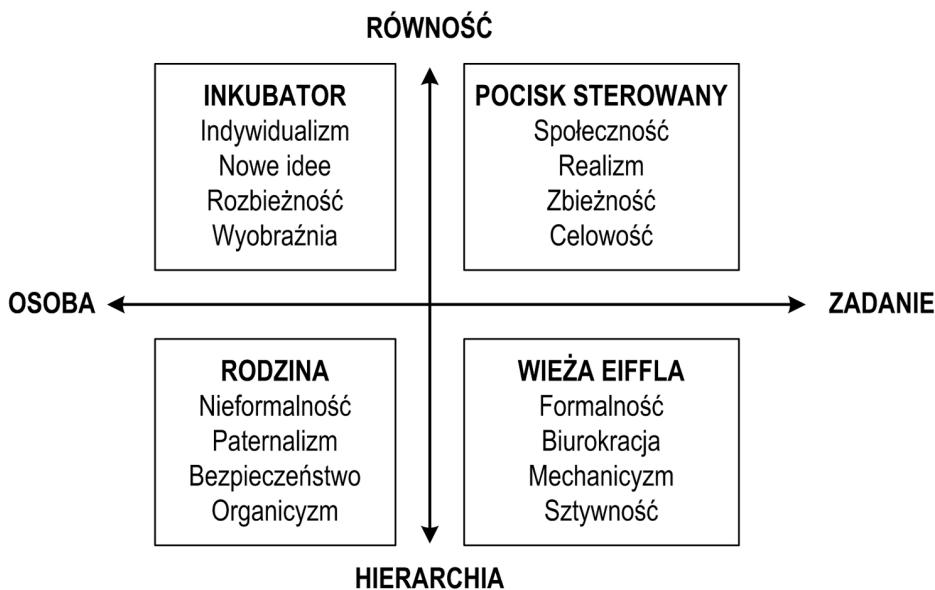 RÓWNOŚĆ
INKUBATOR
Indywidualizm
Nowe idee
Rozbieżność
Wyobraźnia
POCISK STEROWANY
Społeczność
Realizm
Zbieżność
Celowość
OSOBA
ZADANIE
RODZINA
Nieformalność
Paternalizm
Bezpieczeństwo
Organicyzm
WIEŻA EIFFLA
Formalność
Biurokracja
Mechanicyzm
Sztywność
HIERARCHIA